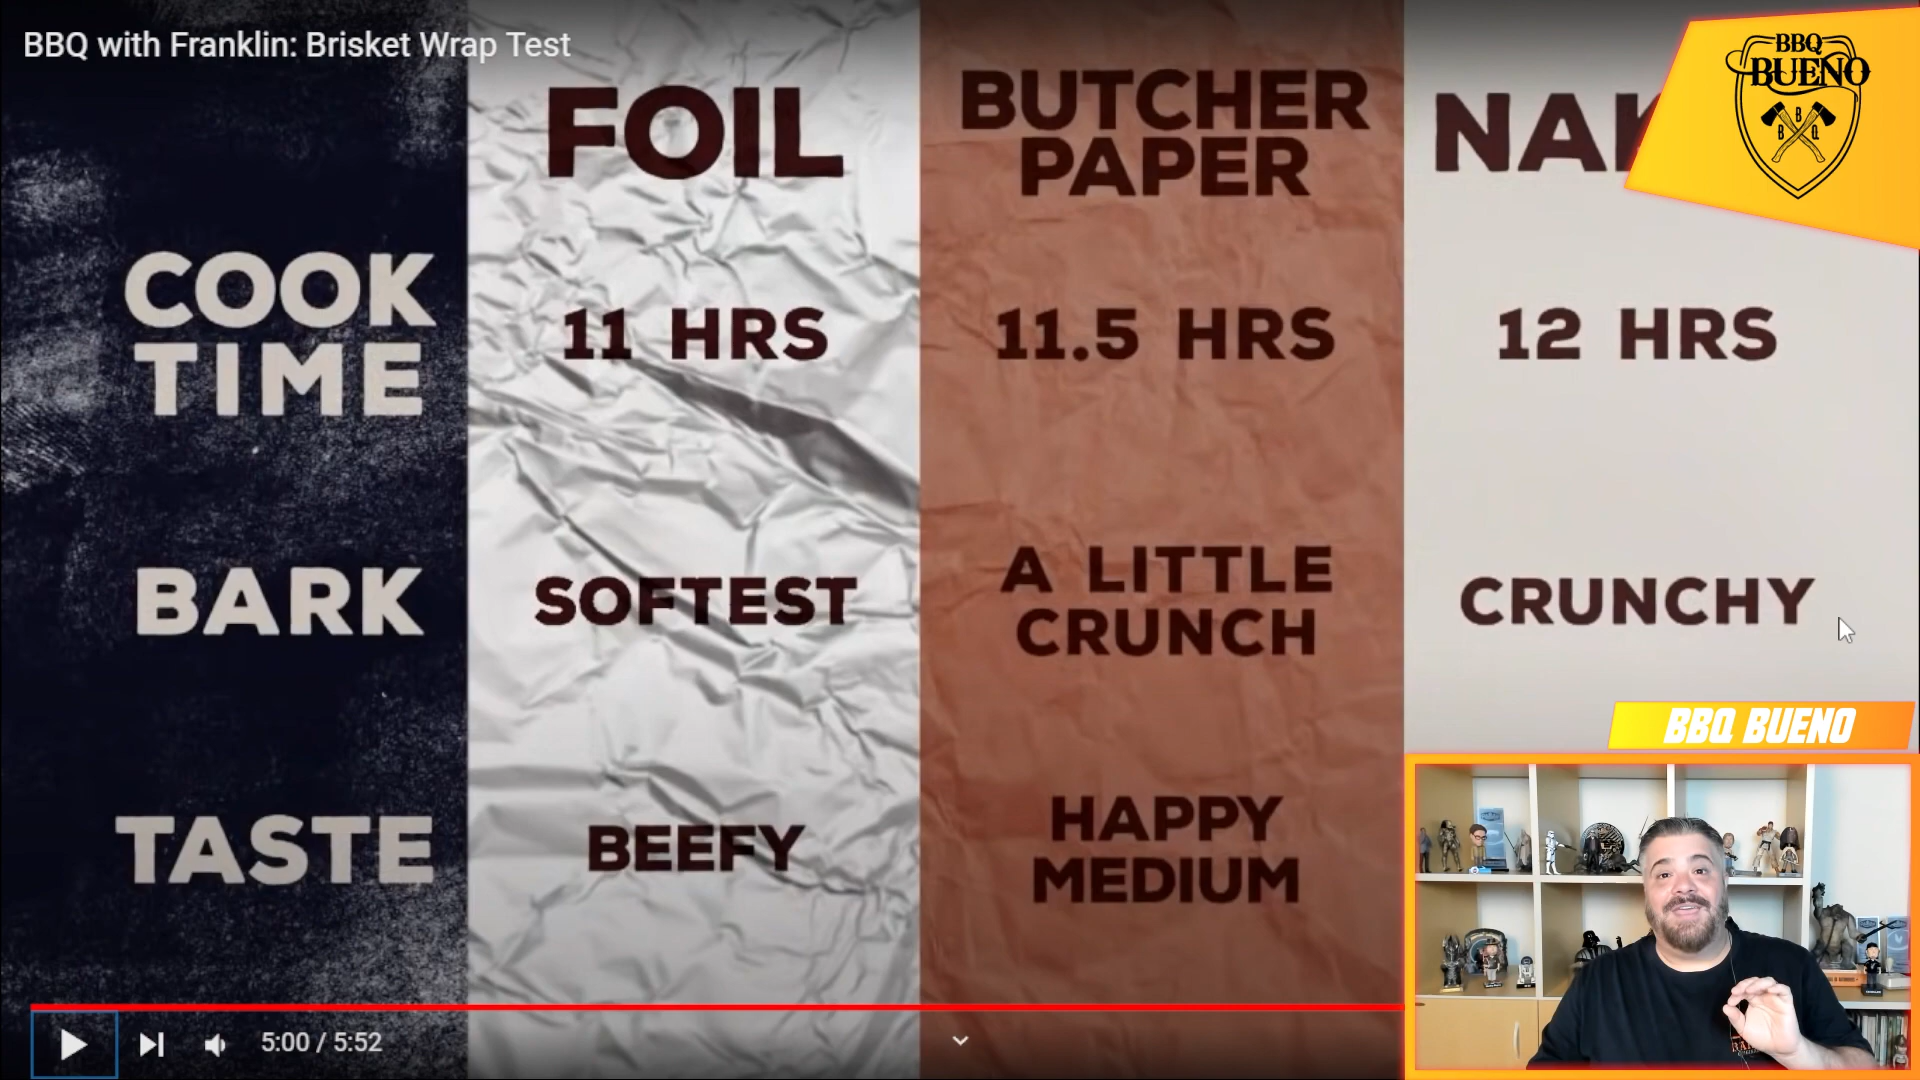 BBQ with Franklin: Brisket Wrap Test
BBQ
BUENO
B
B Q
FOIL
BUTCHER
PAPER
COOK
TIME
11 HRS
11.5 HRS
12 HRS
BARK
SOFTEST
A LITTLE
CRUNCH
CRUNCHY
BBQ BUENO
TASTE
BEEFY
HAPPY
MEDIUM
5:00 / 5:52